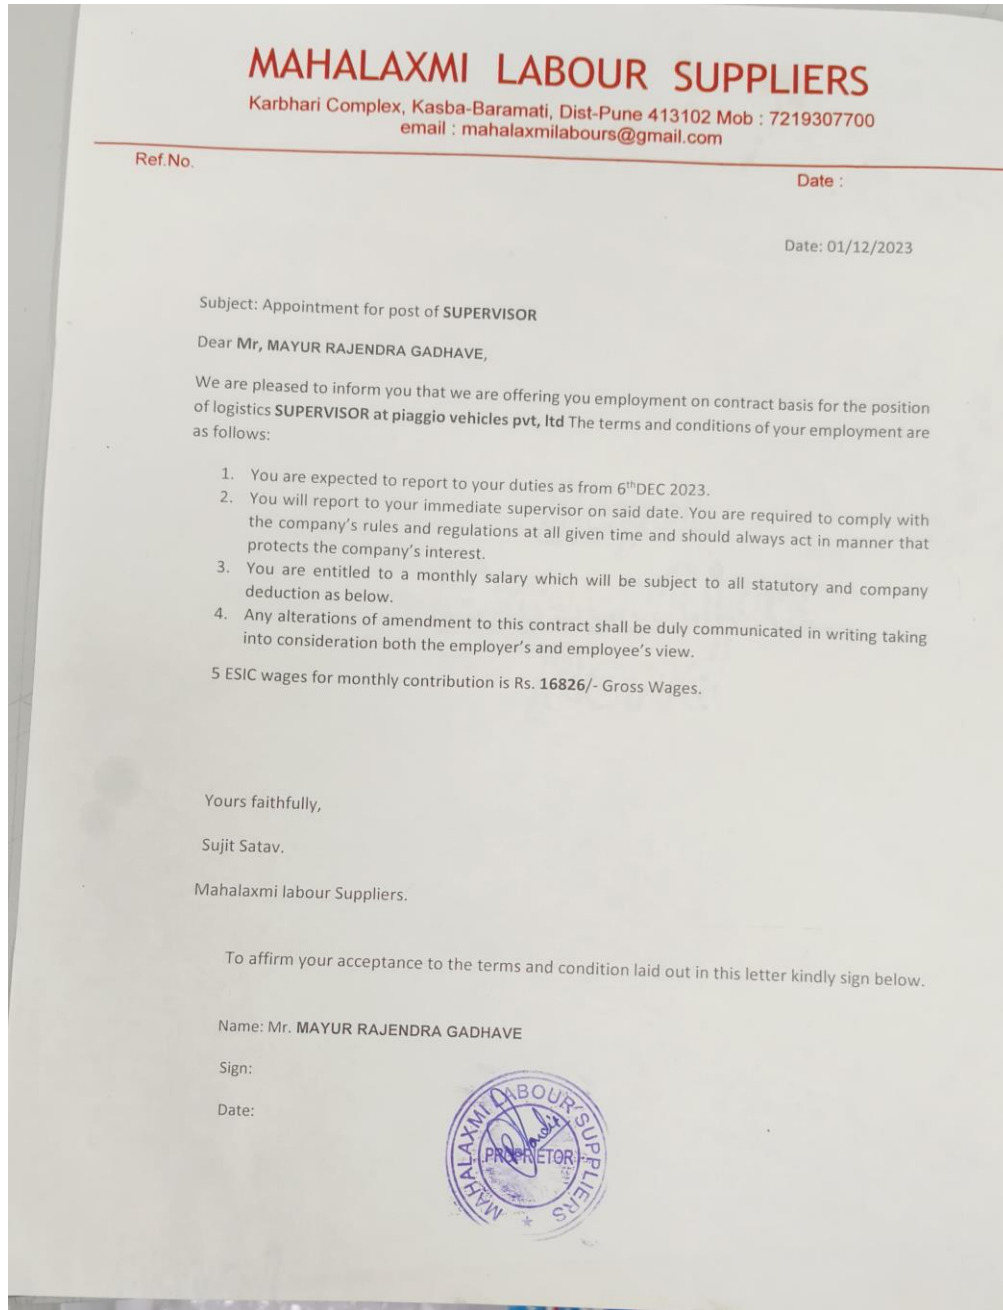 MAHALAXMI LABOUR SUPPLIERS
Karbhari Complex, Kasba-Baramati, Dist-Pune 413102 Mob : 7219307700
email : mahalaxmilabours@gmail.com
Ref.No.
Date :
Date: 01/12/2023
Subject: Appointment for post of SUPERVISOR
Dear Mr, MAYUR RAJENDRA GADHAVE,
We are pleased to inform you that we are offering you employment on contract basis for the position
of logistics SUPERVISOR at piaggio vehicles pvt, ltd The terms and conditions of your employment are
as follows:
1. You are expected to report to your duties as from 6thDEC 2023.
2. You will report to your immediate supervisor on said date. You are required to comply with
the company's rules and regulations at all given time and should always act in manner that
protects the company's interest.
3. You are entitled to a monthly salary which will be subject to all statutory and company
deduction as below.
4. Any alterations of amendment to this contract shall be duly communicated in writing taking
into consideration both the employer's and employee's view.
5 ESIC wages for monthly contribution is Rs. 16826/- Gross Wages.
Yours faithfully,
Sujit Satav.
Mahalaxmi labour Suppliers.
To affirm your acceptance to the terms and condition laid out in this letter kindly sign below.
Name: Mr. MAYUR RAJENDRA GADHAVE
Sign:
Date:
MAHALAXMI LABOUR SUPPLIERS
PROPRIETOR